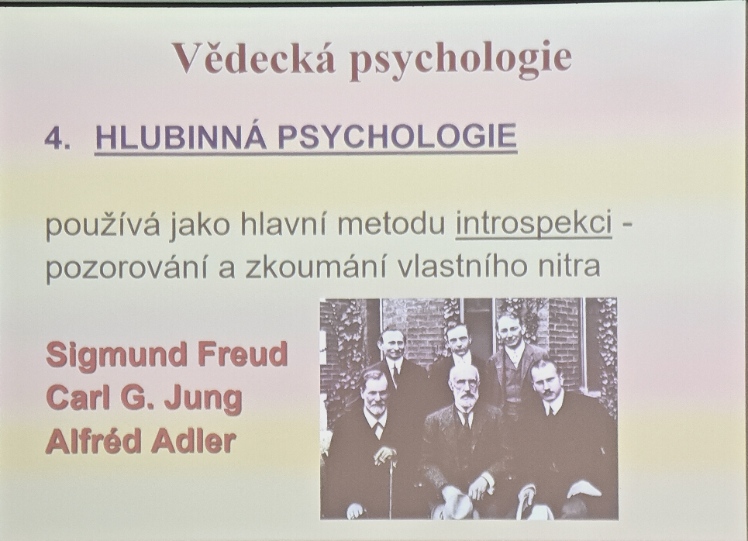 Vědecká psychologie
4. HLUBINNÁ PSYCHOLOGIE
používá jako hlavní metodu introspekci -
pozorování a zkoumání vlastního nitra
Sigmund Freud
Carl G. Jung
Alfréd Adler